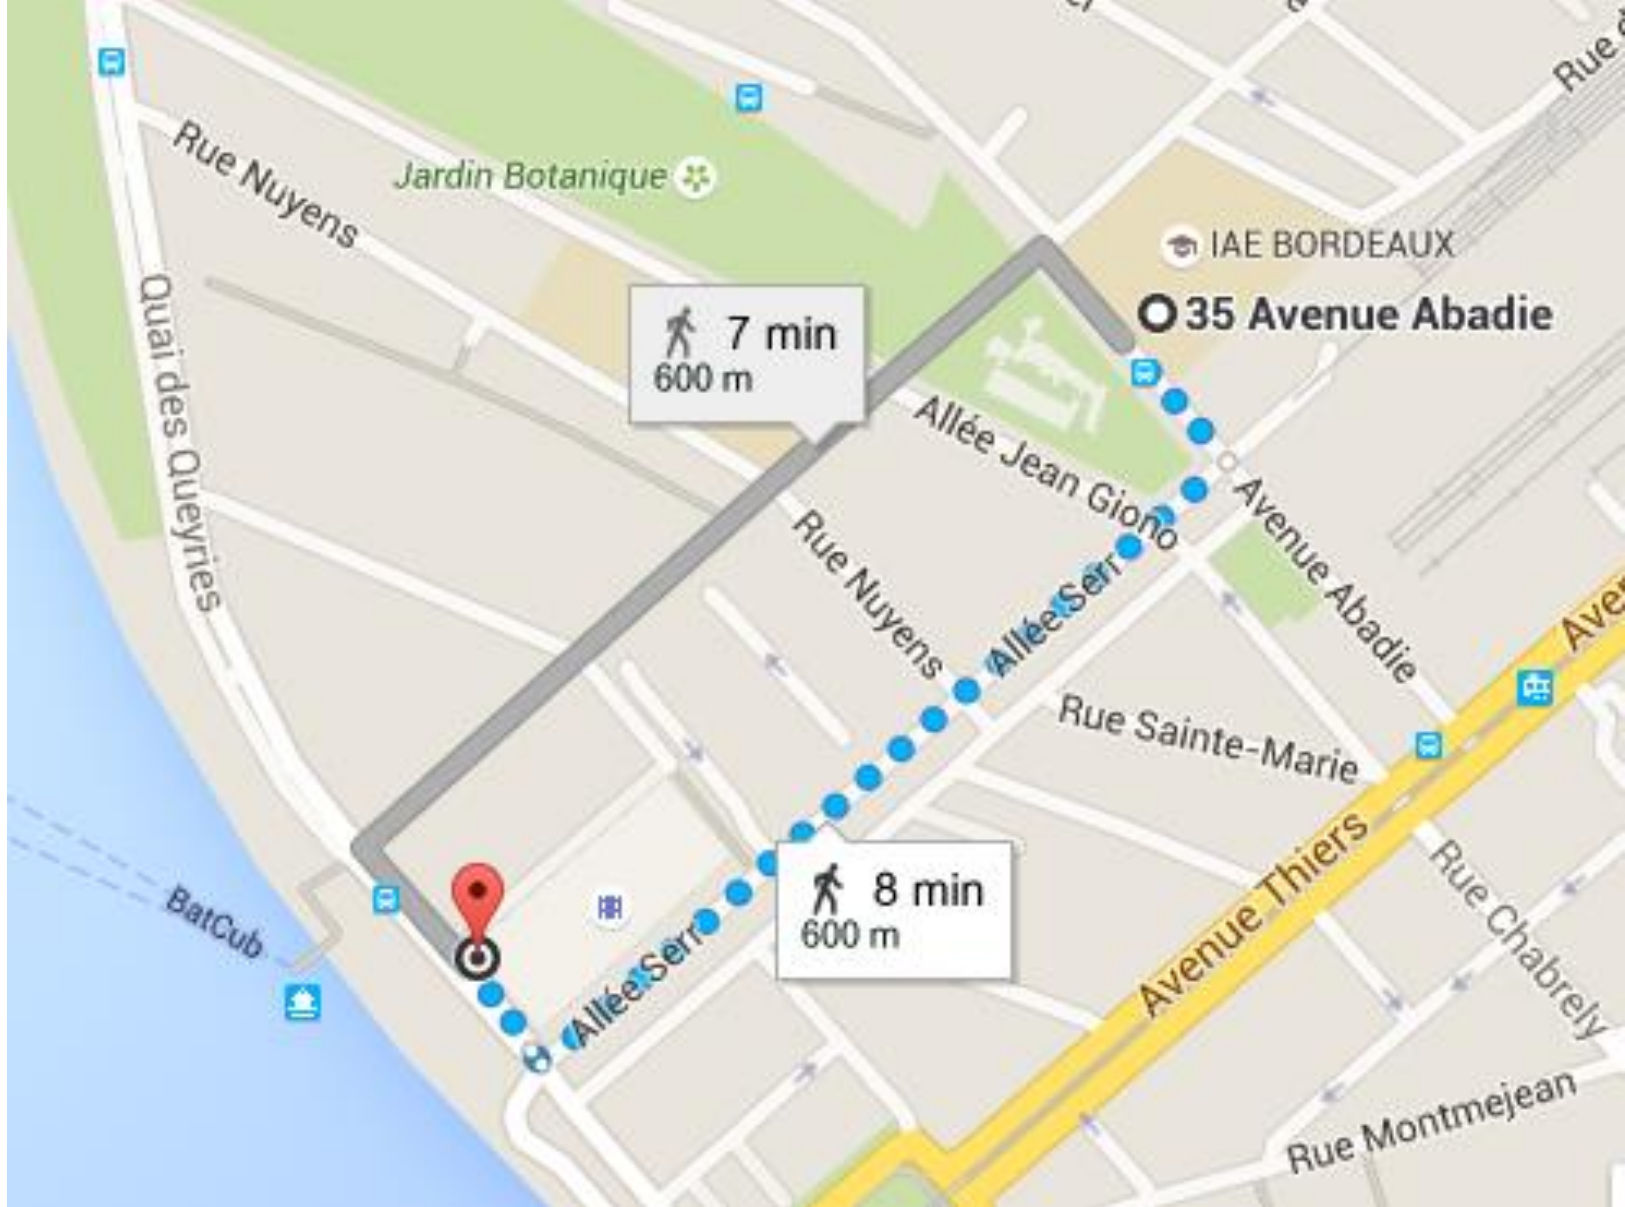 Rue Nuyens
Jardin Botanique
IAE BORDEAUX
35 Avenue Abadie
Quai des Queyries
7 min
600 m
Allée Jean Giono
Rue Nuyens
Avenue Abadie
Allée Serr
Rue Sainte-Marie
8 min
600 m
Avenue Thiers
Rue Chabrely
BatCub
Allée Serr
Rue Montmejean